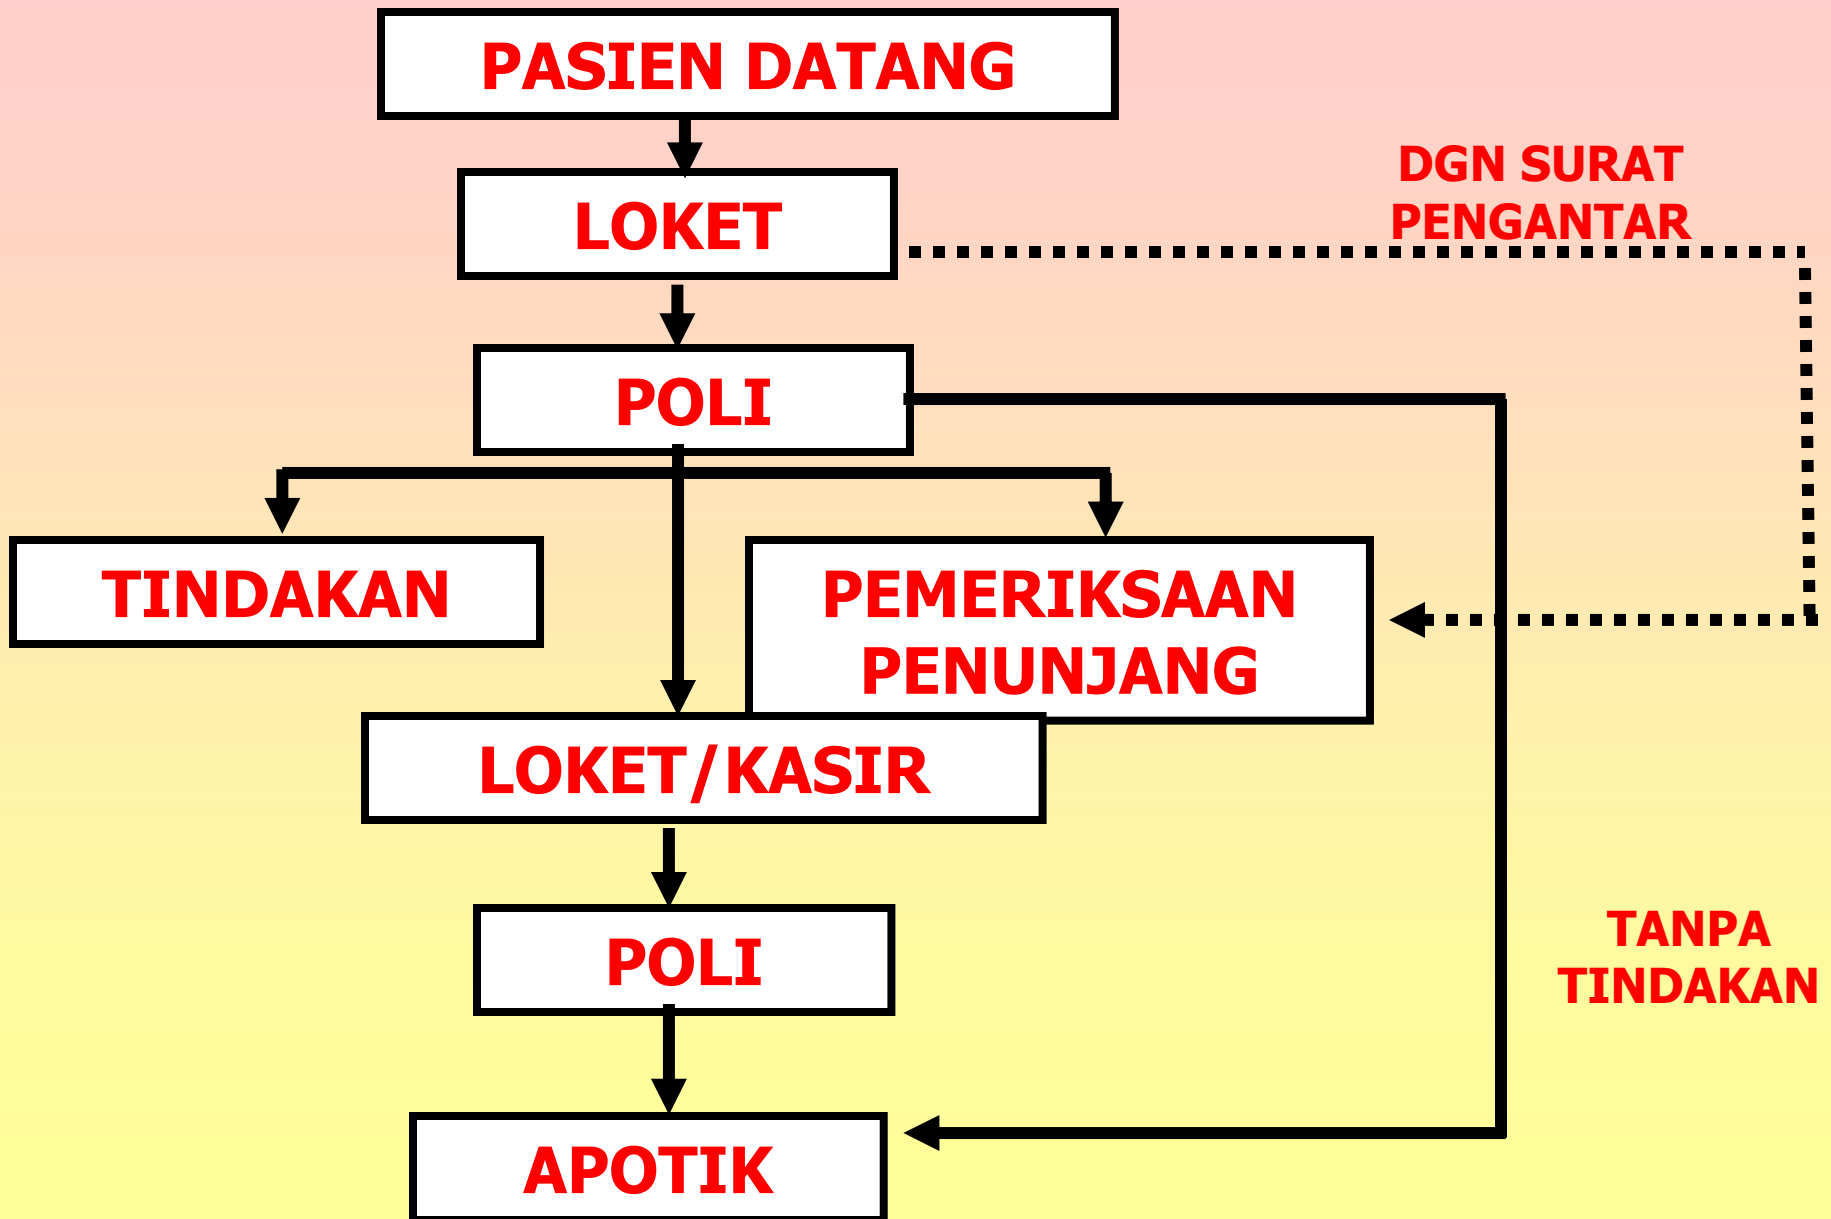 PASIEN DATANG
DGN SURAT
PENGANTAR
LOKET
POLI
TINDAKAN
PEMERIKSAAN
PENUNJANG
LOKET/KASIR
POLI
TANPA
TINDAKAN
APOTIK